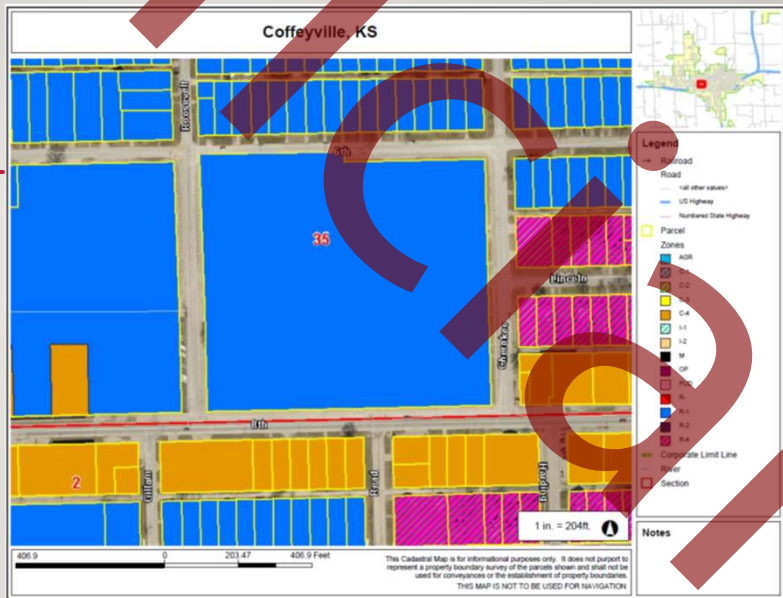 Coffeyville, KS
Roosevelt
6th
35
Lincoln
Cherokee
8th
2
Gillam
Read
Harding
1 in. = 204ft.
Legend
Railroad
Road
<all other values>
US Highway
Numbered State Highway
Parcel
Zones
AGR
C-1
C-2
C-3
C-4
I-1
I-2
M
OP
PUD
R-1
R-2
R-4
Corporate Limit Line
River
Section
Notes
406.9 0 203.47 406.9 Feet
This Cadastral Map is for informational purposes only. It does not purport to
represent a property boundary survey of the parcels shown and shall not be
used for conveyances or the establishment of property boundaries.
THIS MAP IS NOT TO BE USED FOR NAVIGATION